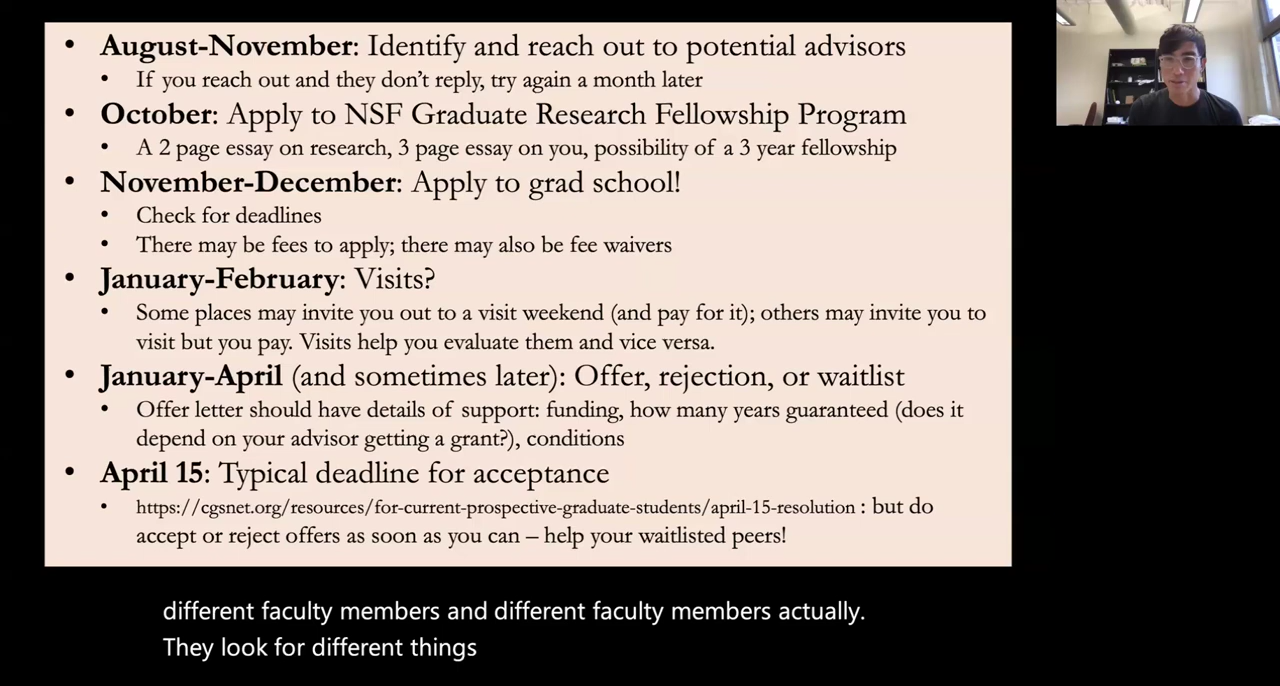 • August-November: Identify and reach out to potential advisors
• If you reach out and they don't reply, try again a month later
• October: Apply to NSF Graduate Research Fellowship Program
• A 2 page essay on research, 3 page essay on you, possibility of a 3 year fellowship
• November-December: Apply to grad school!
• Check for deadlines
• There may be fees to apply; there may also be fee waivers
• January-February: Visits?
• Some places may invite you out to a visit weekend (and pay for it); others may invite you to
visit but you pay. Visits help you evaluate them and vice versa.
• January-April (and sometimes later): Offer, rejection, or waitlist
• Offer letter should have details of support: funding, how many years guaranteed (does it
depend on your advisor getting a grant?), conditions
• April 15: Typical deadline for acceptance
• https://cgsnet.org/resources/for-current-prospective-graduate-students/april-15-resolution : but do
accept or reject offers as soon as you can – help your waitlisted peers!
different faculty members and different faculty members actually.
They look for different things